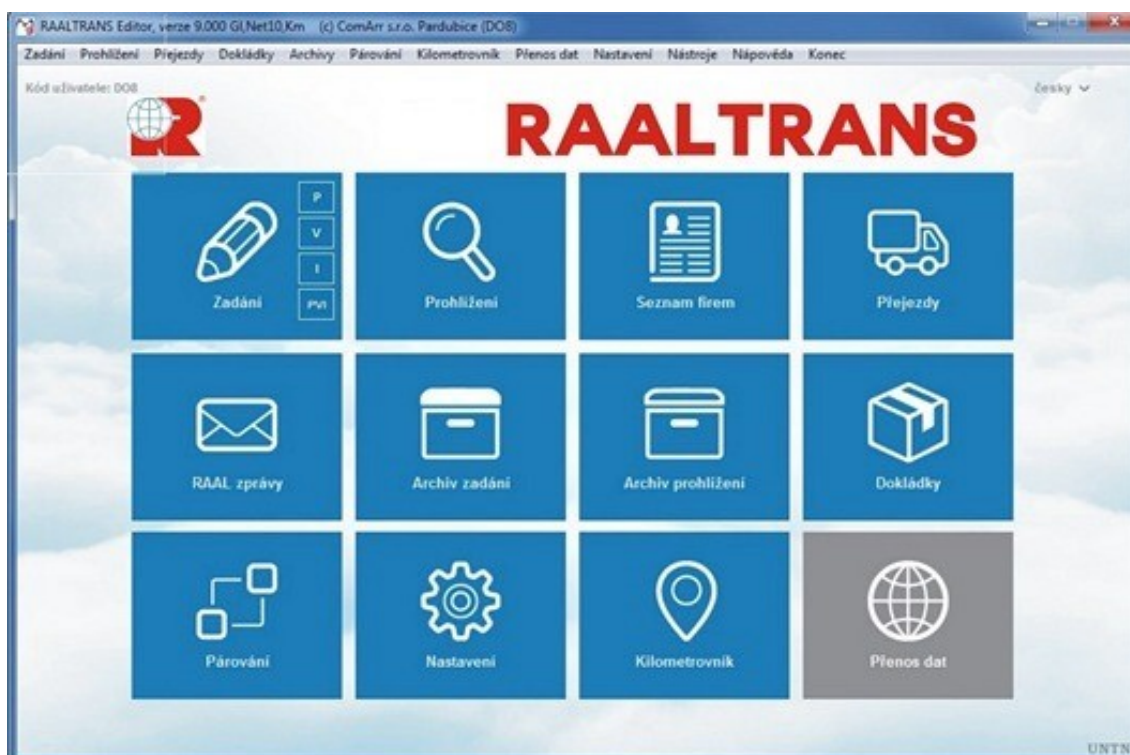 RAALTRANS Editor, verze 9.000 GI,Net10,Km (c) ComArr s.r.o. Pardubice (DO8)
Zadání Prohlížení Přejezdy Dokládky Archivy Párování Kilometrovník Přenos dat Nastavení Nástroje Nápověda Konec
Kód uživatele: DO8 česky
R
RAALTRANS
P
V
I
PVI
Zadání Prohlížení Seznam firem Přejezdy
RAAL zprávy Archiv zadání Archiv prohlížení Dokládky
Párování Nastavení Kilometrovník Přenos dat
UNTN